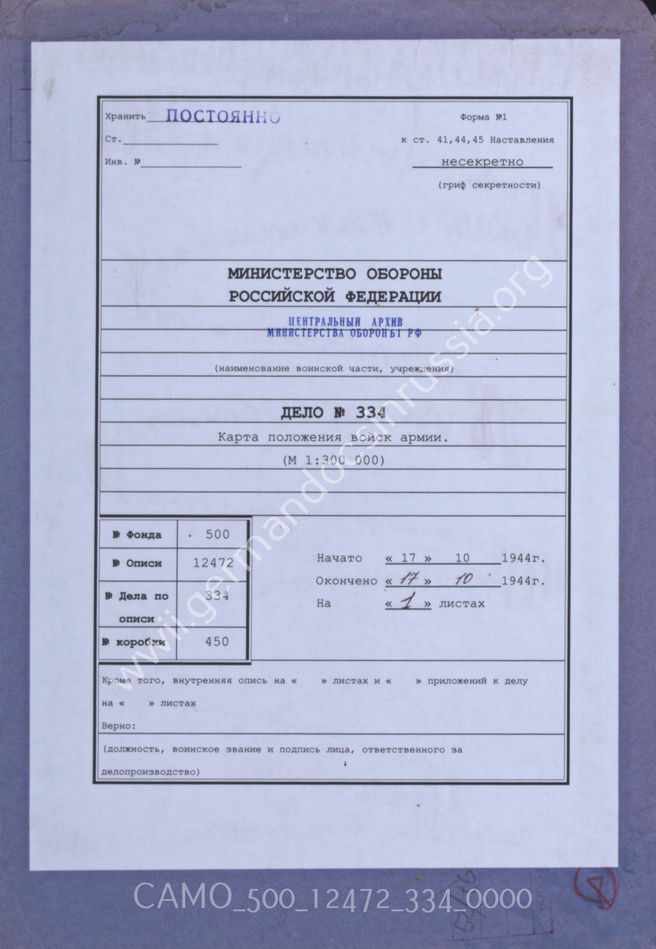 Хранить ПОСТОЯННО
Форма №1
Ст.
к ст. 41,44,45 Наставления
Инв. №
несекретно
(гриф секретности)
МИНИСТЕРСТВО ОБОРОНЫ
РОССИЙСКОЙ ФЕДЕРАЦИИ
ЦЕНТРАЛЬНЫЙ АРХИВ
МИНИСТЕРСТВА ОБОРОНЫ РФ
(наименование воинской части, учреждения)
ДЕЛО № 334
Карта положения войск армии.
(М 1:300 000)
№ Фонда 500
№ Описи 12472
№ Дела по описи 334
№ коробки 450
Начато « 17 » 10 1944г.
Окончено « 17 » 10 1944г.
На « 1 » листах
Кроме того, внутренняя опись на « » листах и « » приложений к делу
на « » листах
Верно:
(должность, воинское звание и подпись лица, ответственного за
делопроизводство)
www.germandocsinrussia.org
CAMO_500_12472_334_0000